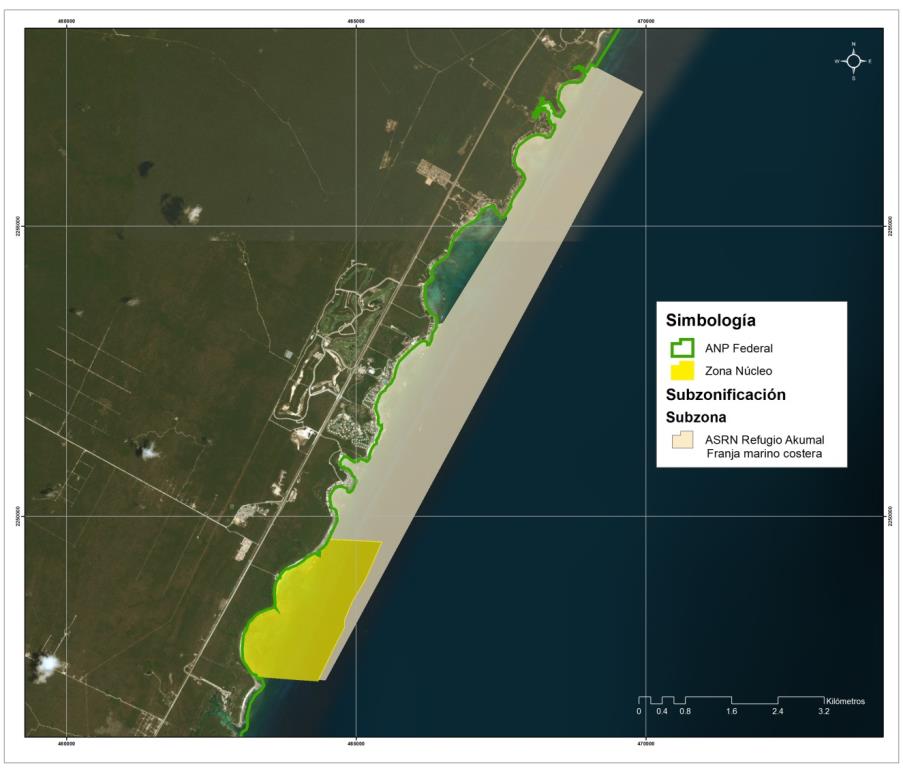 460000 465000 470000
N
W E
S
2255000 2255000
Simbología
ANP Federal
Zona Núcleo
Subzonificación
Subzona
ASRN Refugio Akumal
Franja marino costera
2250000 2250000
Kilómetros
0 0.4 0.8 1.6 2.4 3.2
460000 465000 470000